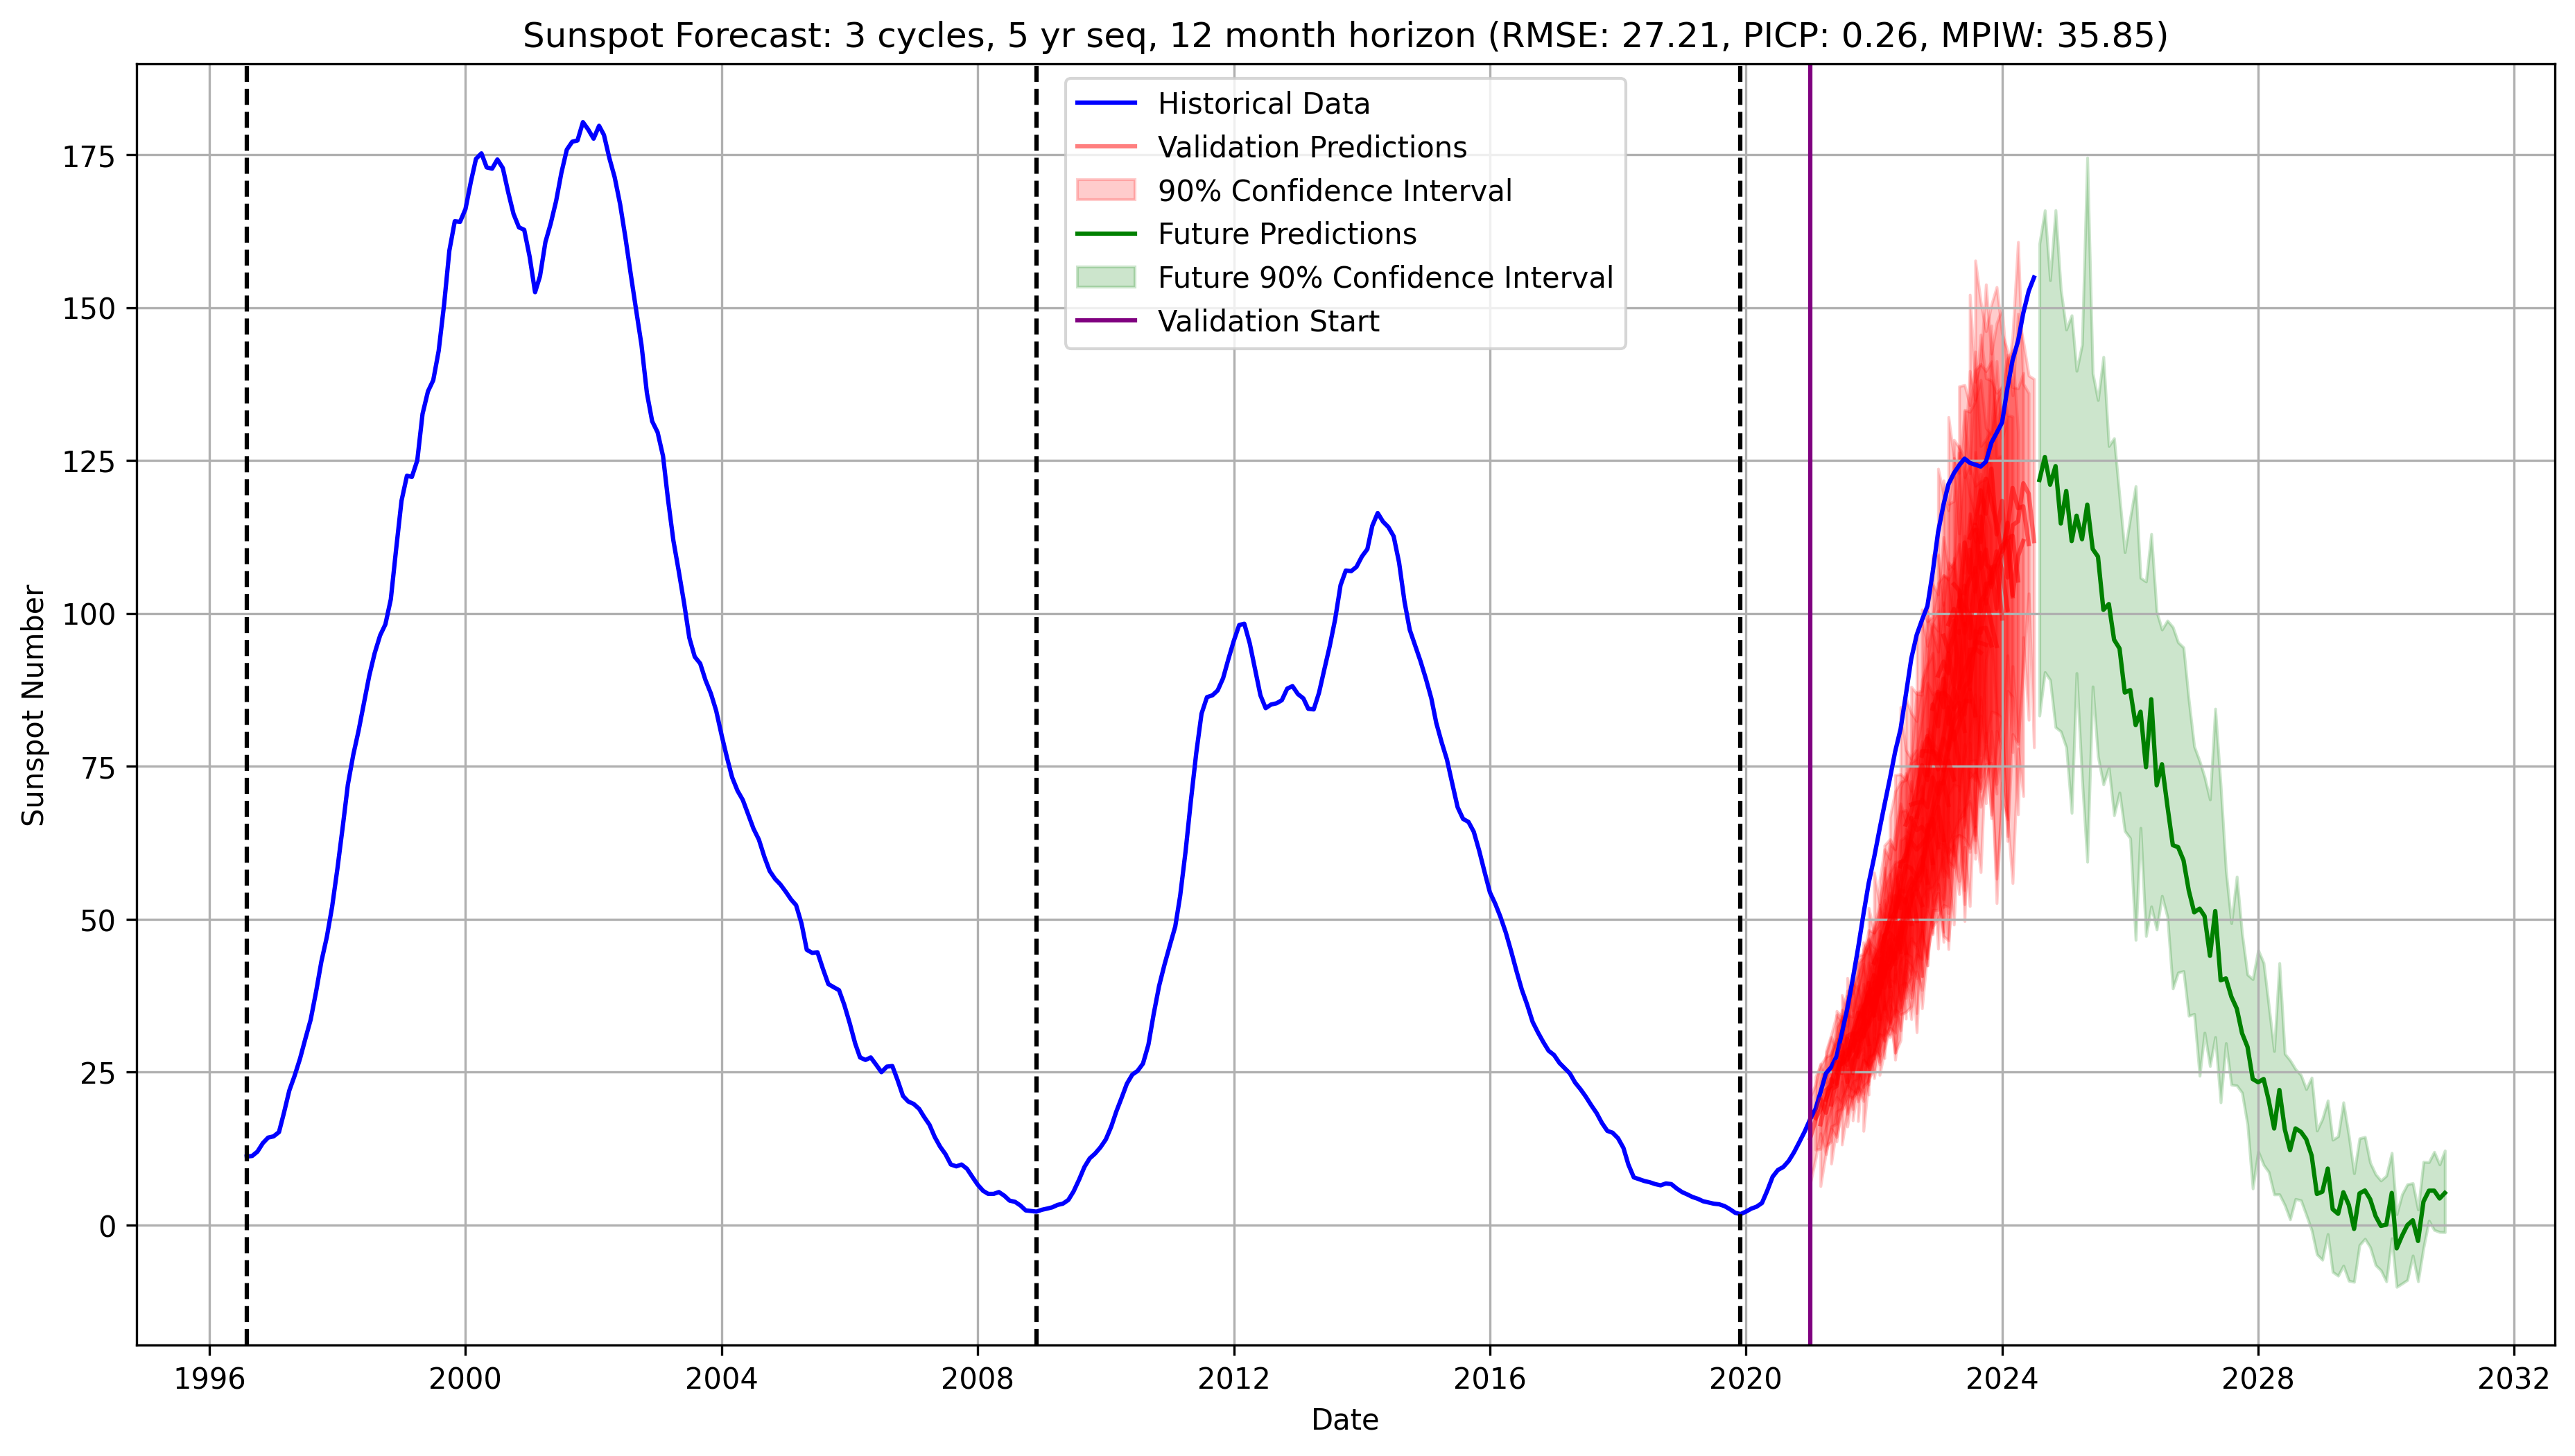 Sunspot Forecast: 3 cycles, 5 yr seq, 12 month horizon (RMSE: 27.21, PICP: 0.26, MPIW: 35.85)
Historical Data
Validation Predictions
90% Confidence Interval
Future Predictions
Future 90% Confidence Interval
Validation Start
Sunspot Number
175
150
125
100
75
50
25
0
1996 2000 2004 2008 2012 2016 2020 2024 2028 2032
Date